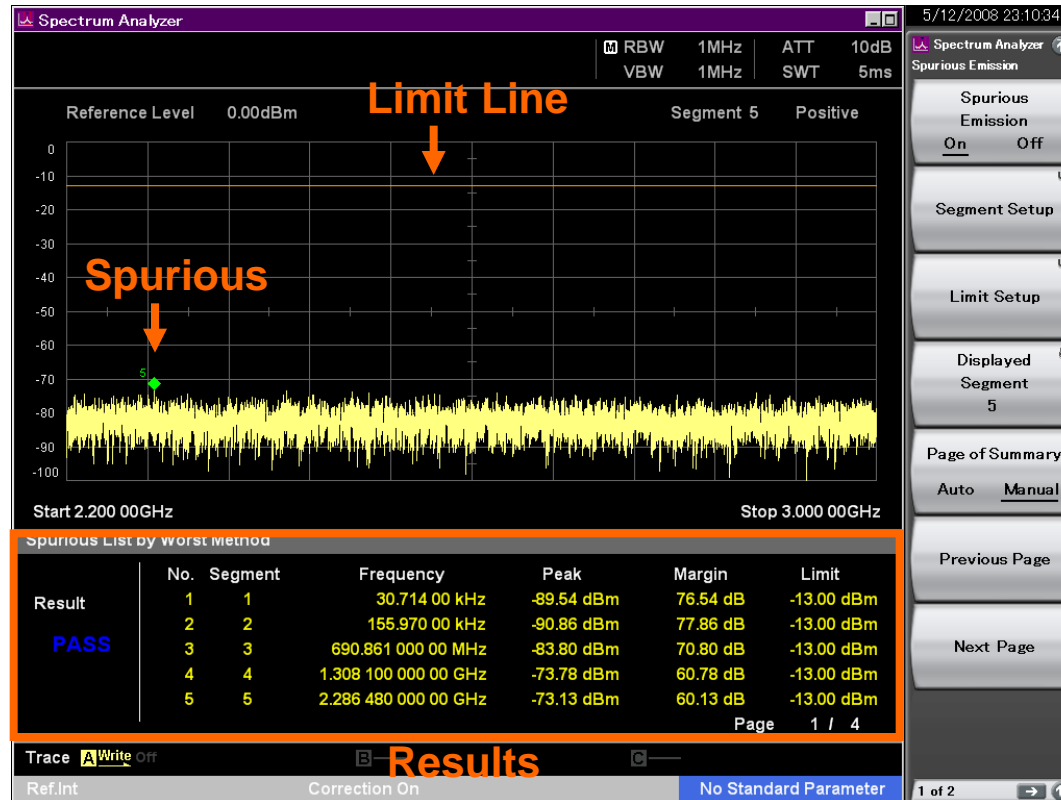 Spectrum Analyzer
5/12/2008 23:10:34
M RBW 1MHz ATT 10dB
VBW 1MHz SWT 5ms
Limit Line
Reference Level 0.00dBm Segment 5 Positive
0
-10
-20
-30
-40
-50
-60
-70
-80
-90
-100
Spurious
5
Start 2.200 00GHz Stop 3.000 00GHz
Spurious List by Worst Method
No. Segment Frequency Peak Margin Limit
Result
PASS
1 1 30.714 00 kHz -89.54 dBm 76.54 dB -13.00 dBm
2 2 155.970 00 kHz -90.86 dBm 77.86 dB -13.00 dBm
3 3 690.861 000 00 MHz -83.80 dBm 70.80 dB -13.00 dBm
4 4 1.308 100 000 00 GHz -73.78 dBm 60.78 dB -13.00 dBm
5 5 2.286 480 000 00 GHz -73.13 dBm 60.13 dB -13.00 dBm
Page 1 / 4
Results
Trace A Write Off B C
Ref.Int Correction On No Standard Parameter
Spectrum Analyzer
Spurious Emission
Spurious
Emission
On Off
Segment Setup
Limit Setup
Displayed
Segment
5
Page of Summary
Auto Manual
Previous Page
Next Page
1 of 2